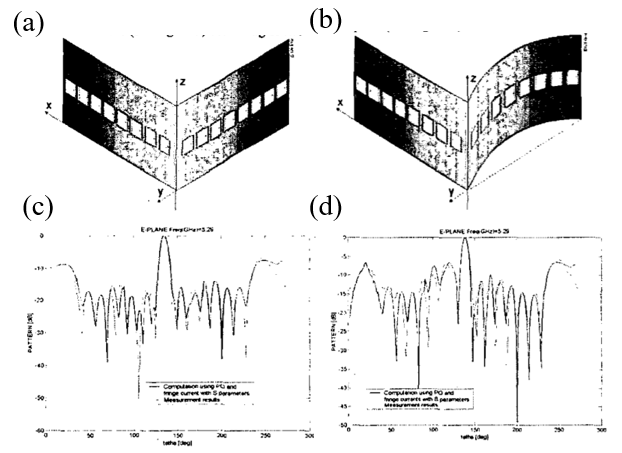 (a)
(b)
z
x
y
z
x
y
(c)
(d)
E-PLANE Freq(GHz)=5.29
0
-10
-20
-30
-40
-50
-60
PATTERN [dB]
0
50
100
150
200
250
300
Computation using PO and
fringe current with S parameters
Measurement results
E-PLANE Freq(GHz)=5.29
0
-5
-10
-15
-20
-25
-30
-35
-40
-45
-50
PATTERN [dB]
0
50
100
150
200
250
300
Computation using PO and
fringe currents with S parameters
Measurement results